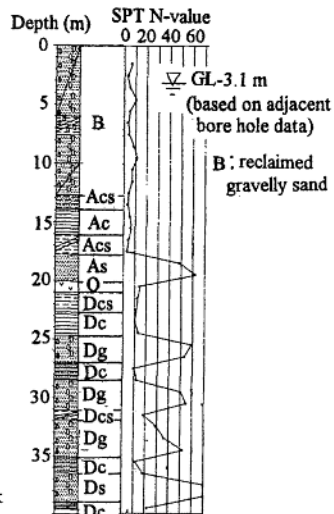 Depth (m)
SPT N-value
0
0 20 40 60
GL-3.1 m
(based on adjacent
bore hole data)
5
B
B : reclaimed
gravelly sand
10
Acs
Ac
15
Acs
As
20
O
Dcs
Dc
25
Dg
Dc
30
Dg
Dcs
Dg
35
Dc
Ds
Dc